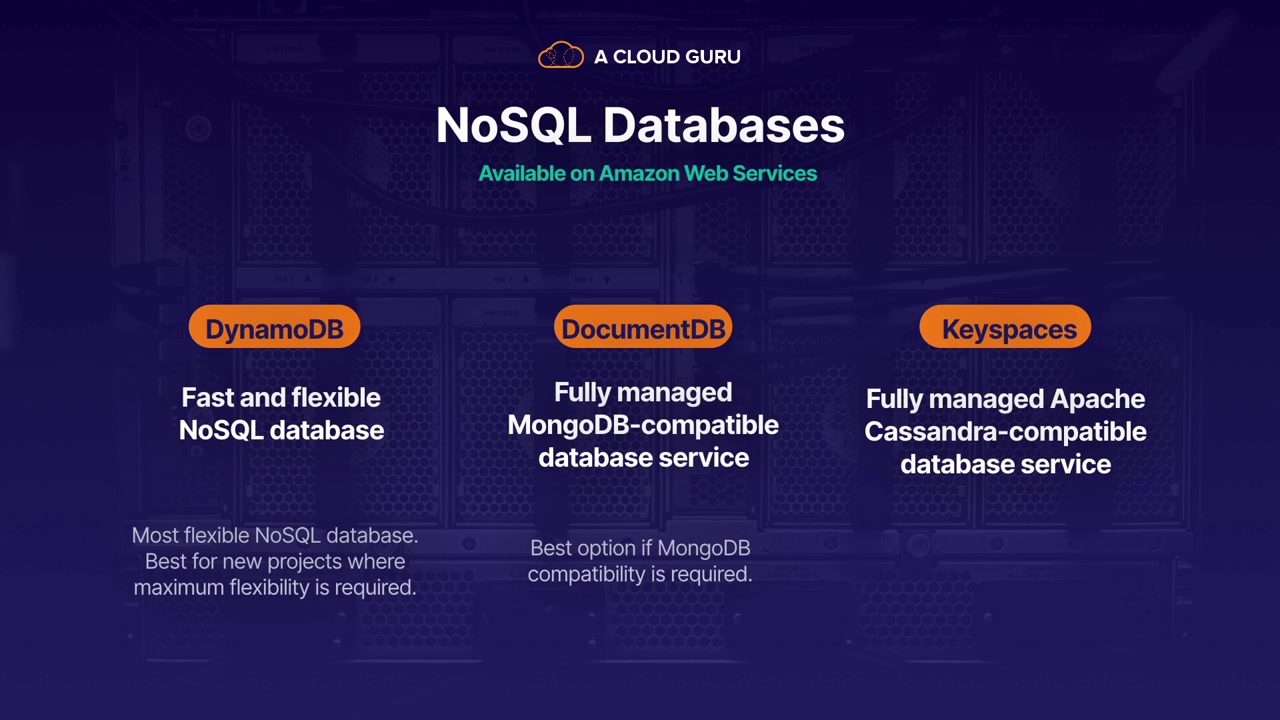 A CLOUD GURU
NoSQL Databases
Available on Amazon Web Services
DynamoDB
Fast and flexible
NoSQL database
Most flexible NoSQL database.
Best for new projects where
maximum flexibility is required.
DocumentDB
Fully managed
MongoDB-compatible
database service
Best option if MongoDB
compatibility is required.
Keyspaces
Fully managed Apache
Cassandra-compatible
database service